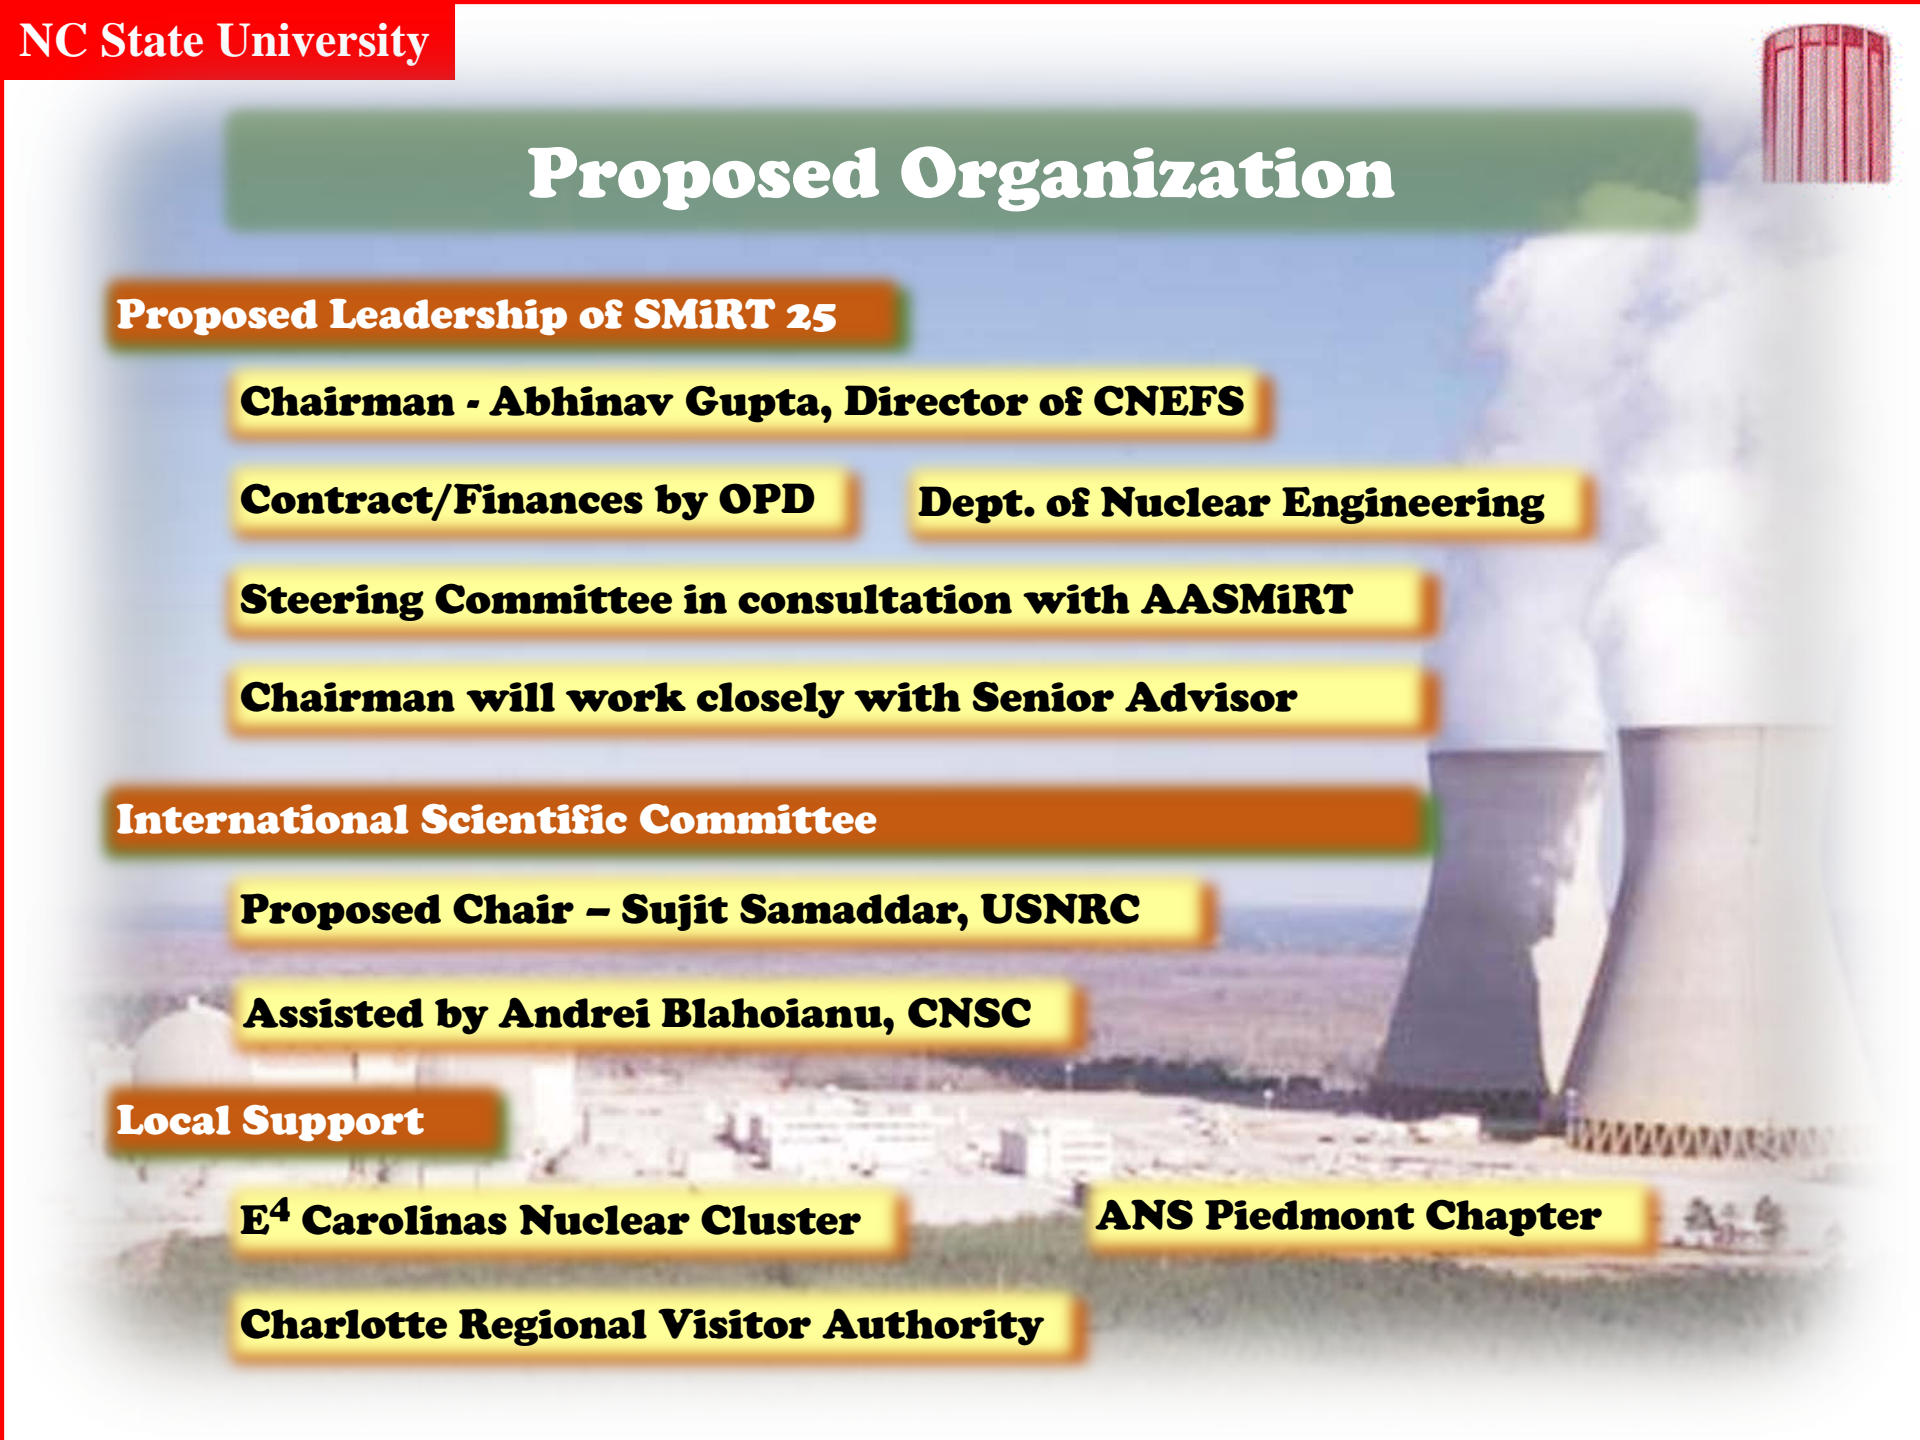 NC State University
Proposed Organization
Proposed Leadership of SMiRT 25
Chairman - Abhinav Gupta, Director of CNEFS
Contract/Finances by OPD
Dept. of Nuclear Engineering
Steering Committee in consultation with AASMiRT
Chairman will work closely with Senior Advisor
International Scientific Committee
Proposed Chair – Sujit Samaddar, USNRC
Assisted by Andrei Blahoianu, CNSC
Local Support
E⁴ Carolinas Nuclear Cluster
ANS Piedmont Chapter
Charlotte Regional Visitor Authority